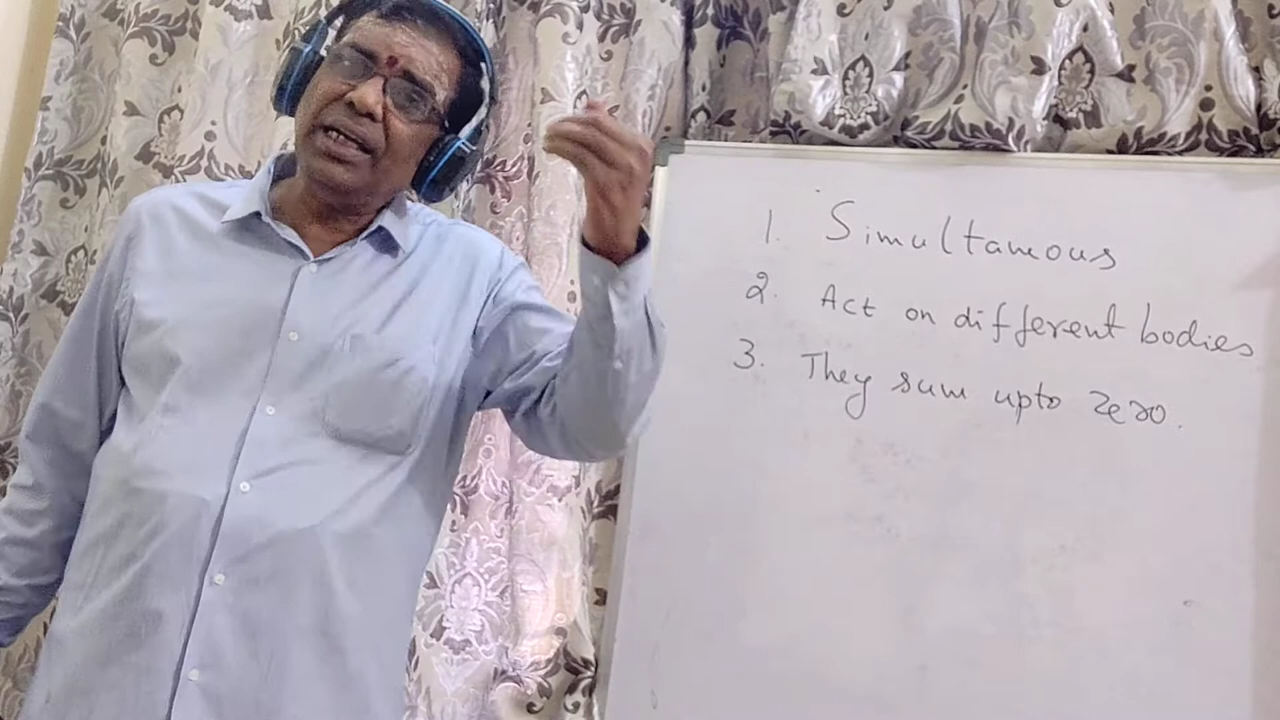 1. Simultaneous
2. Act on different bodies
3. They sum upto zero.